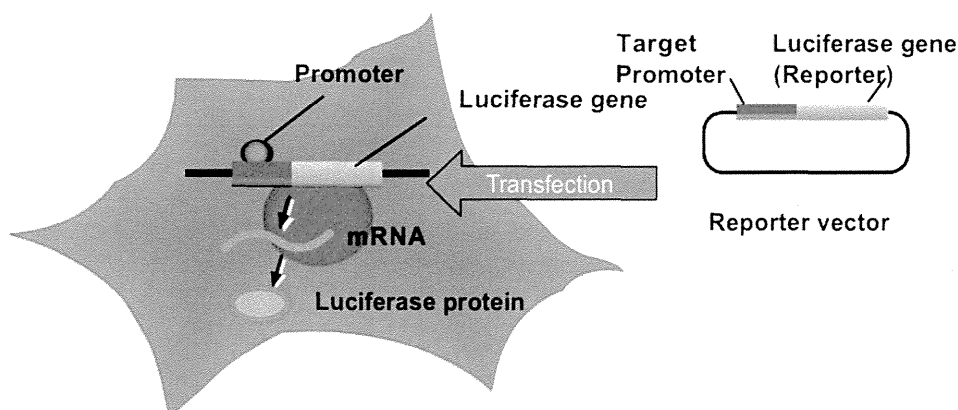 Promoter
Luciferase gene
mRNA
Luciferase protein
Transfection
Target
Promoter
Luciferase gene
(Reporter)
Reporter vector